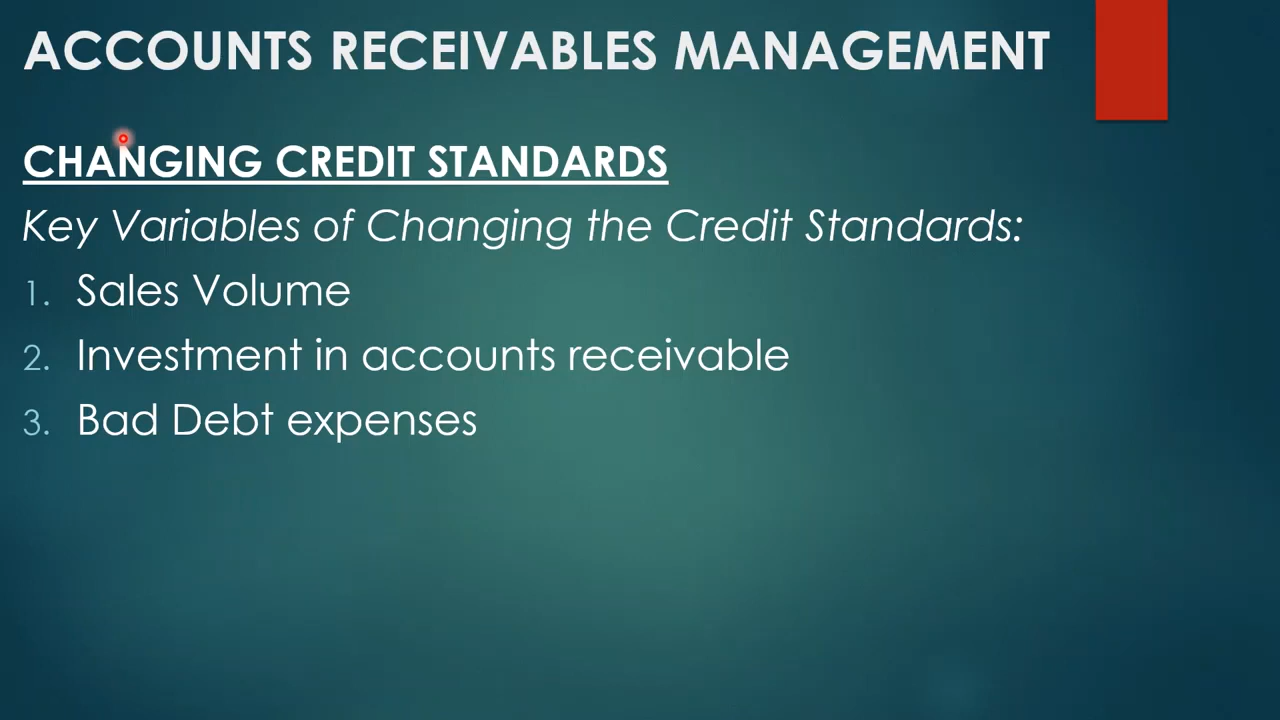 ACCOUNTS RECEIVABLES MANAGEMENT
CHANGING CREDIT STANDARDS
Key Variables of Changing the Credit Standards:
1. Sales Volume
2. Investment in accounts receivable
3. Bad Debt expenses